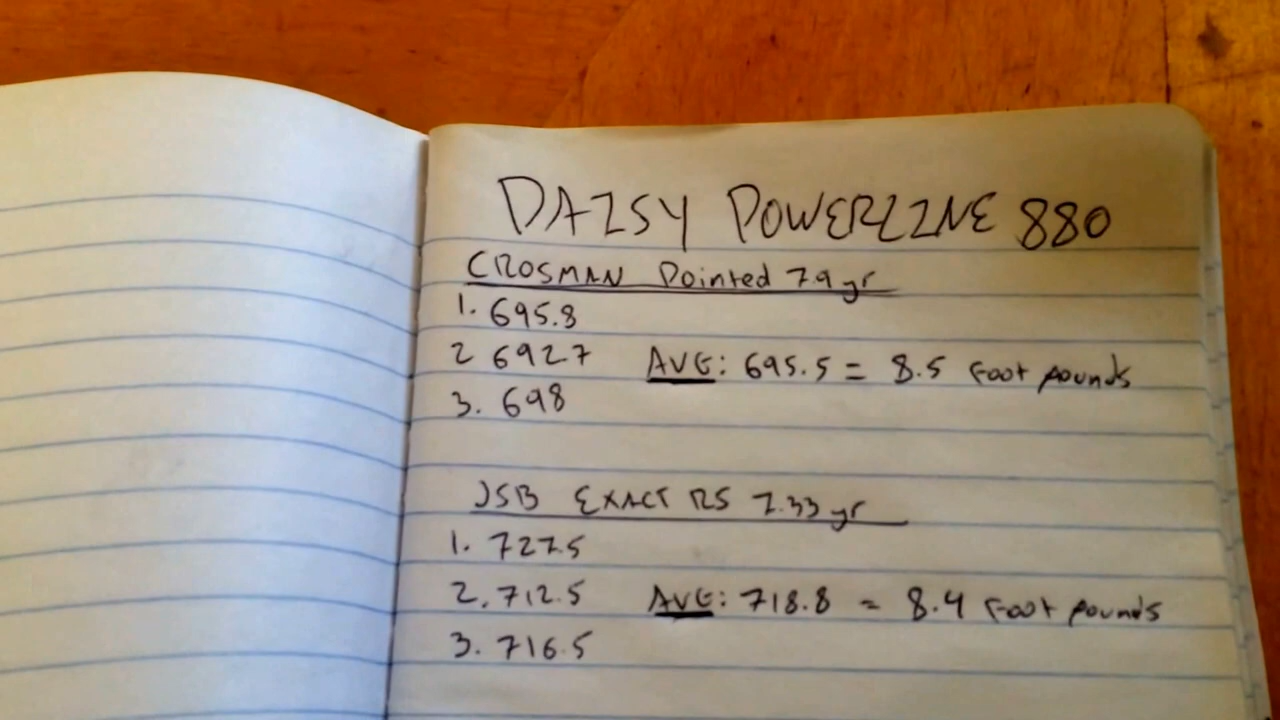 DAISY POWERLINE 880
CROSMAN Pointed 7.9 gr
1. 695.8
2 692.7
AVG: 695.5 = 8.5 Foot pounds
3. 698
JSB EXACT RS 7.33 gr
1. 727.5
2. 712.5
AVG: 718.8 = 8.4 Foot pounds
3. 716.5